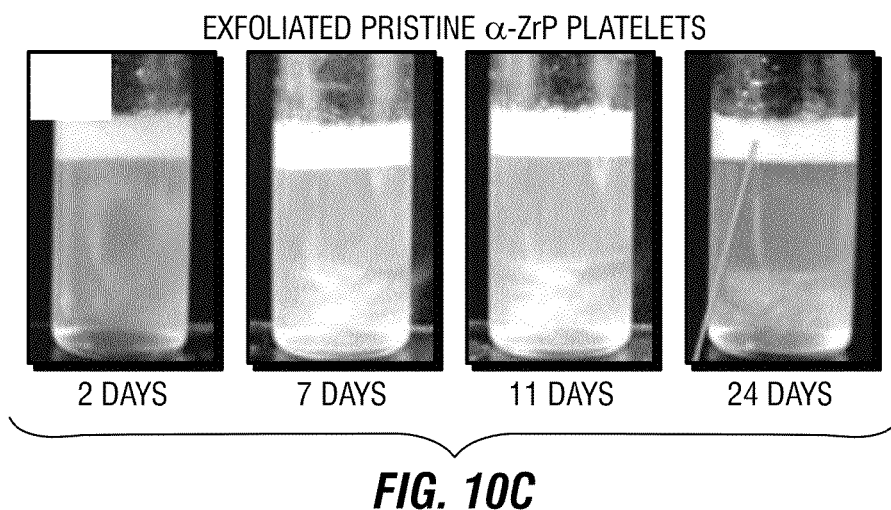 EXFOLIATED PRISTINE α-ZrP PLATELETS
2 DAYS 7 DAYS 11 DAYS 24 DAYS
FIG. 10C